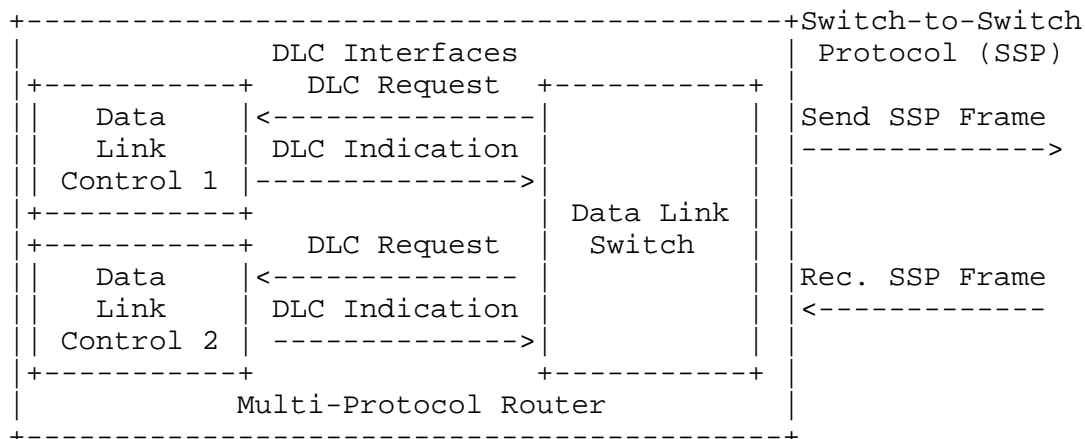 Switch-to-Switch
DLC Interfaces Protocol (SSP)
DLC Request
Data Send SSP Frame
Link DLC Indication
Control 1
Data Link
DLC Request Switch
Data Rec. SSP Frame
Link DLC Indication
Control 2
Multi-Protocol Router